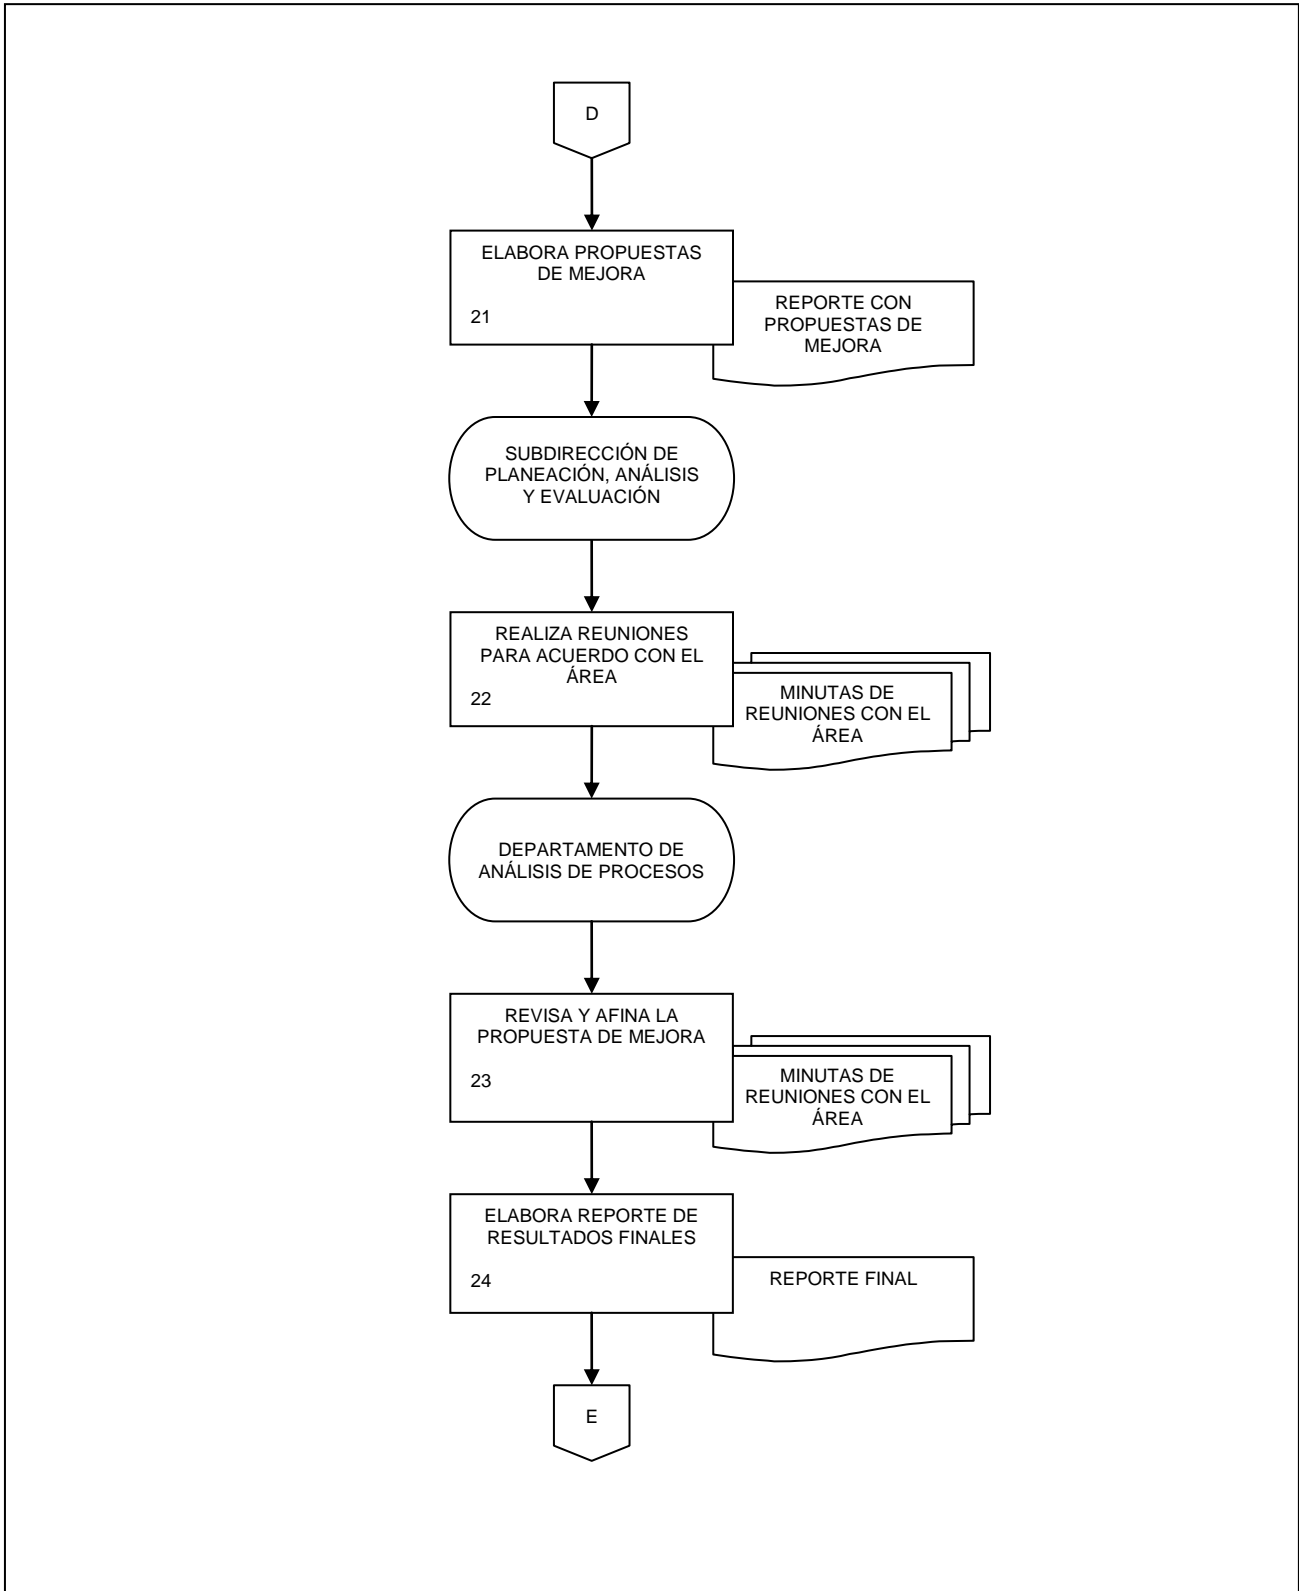 D
ELABORA PROPUESTAS
DE MEJORA
21
REPORTE CON
PROPUESTAS DE
MEJORA
SUBDIRECCIÓN DE
PLANEACIÓN, ANÁLISIS
Y EVALUACIÓN
REALIZA REUNIONES
PARA ACUERDO CON EL
ÁREA
22
MINUTAS DE
REUNIONES CON EL
ÁREA
DEPARTAMENTO DE
ANÁLISIS DE PROCESOS
REVISA Y AFINA LA
PROPUESTA DE MEJORA
23
MINUTAS DE
REUNIONES CON EL
ÁREA
ELABORA REPORTE DE
RESULTADOS FINALES
24
REPORTE FINAL
E